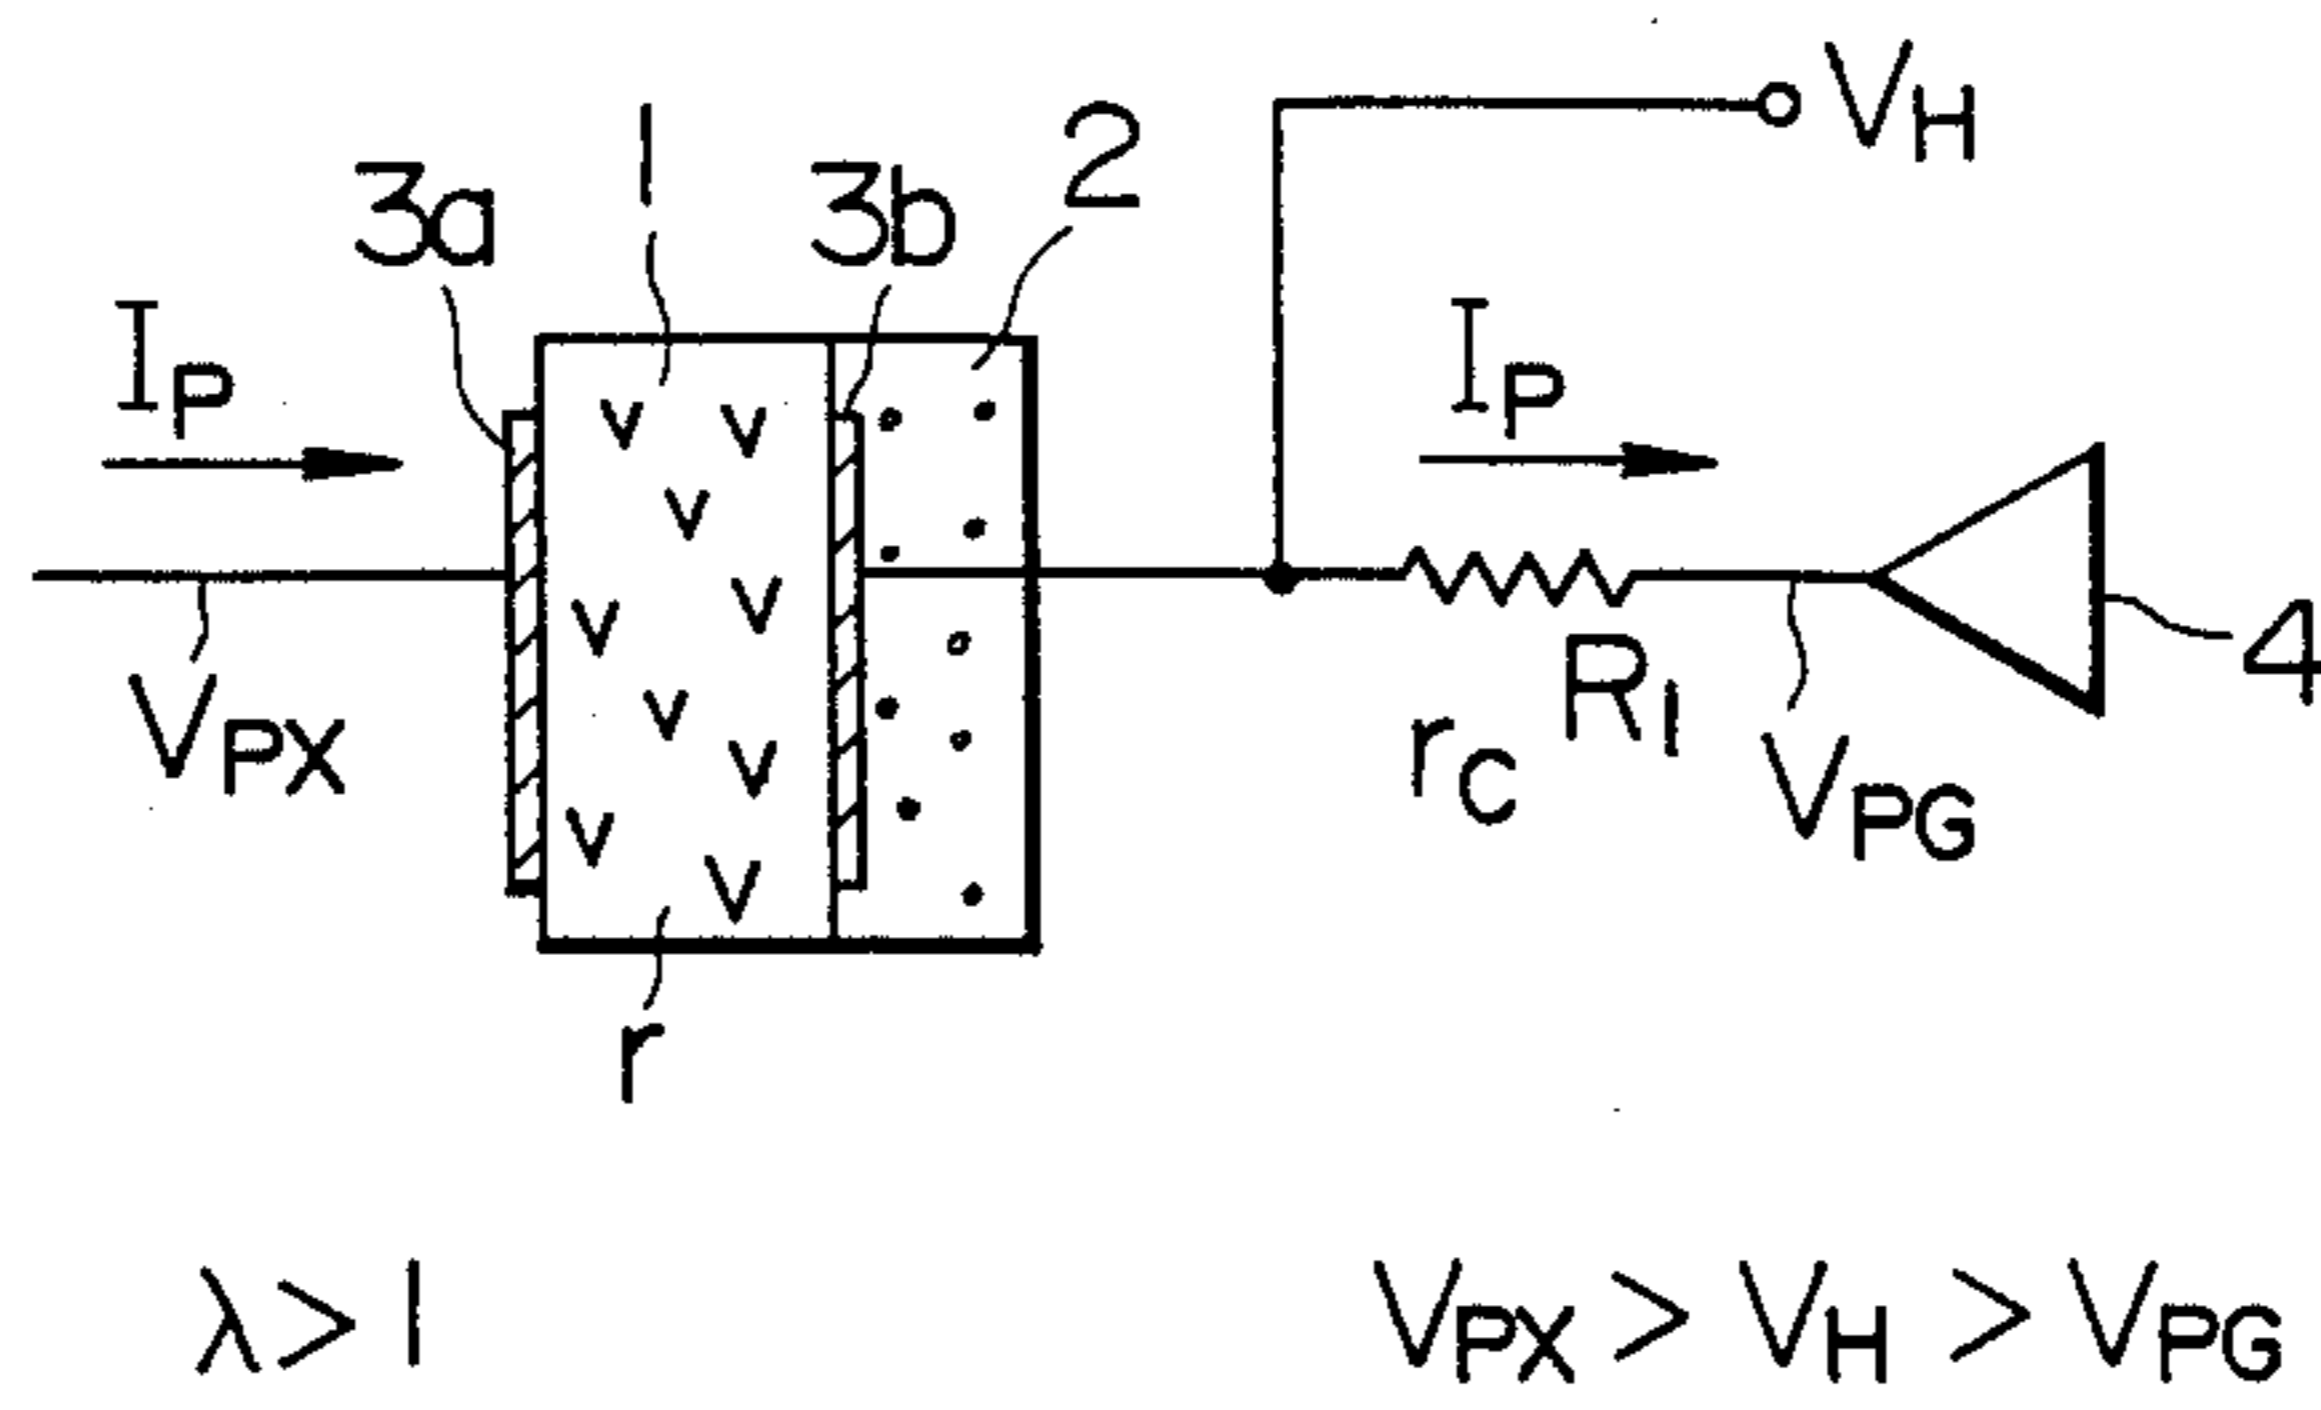 V_H
1
2
3a
3b
I_P
I_P
V_PX
R_1
4
r_C
V_PG
r
λ>1
V_PX > V_H > V_PG